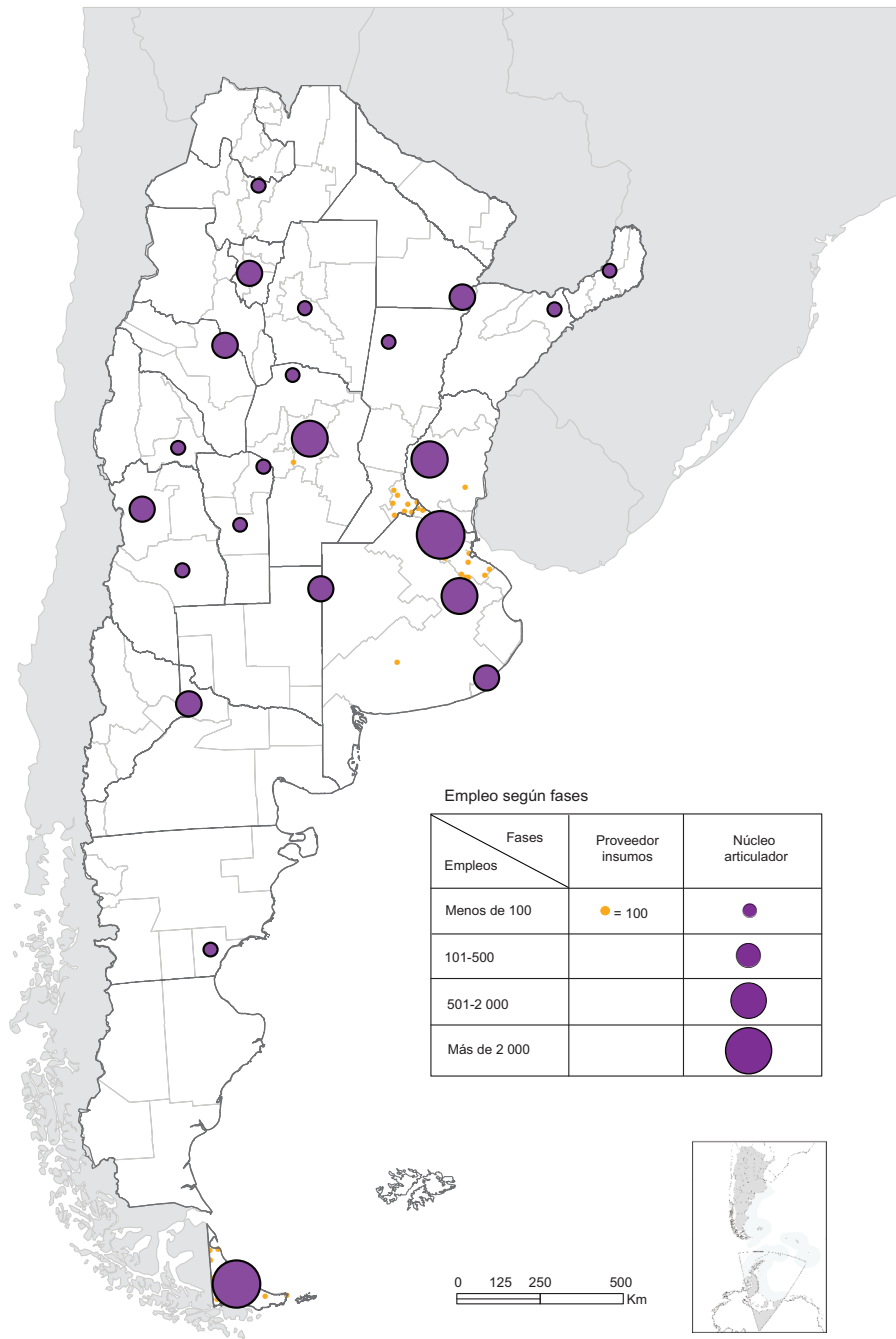 Empleo según fases
Fases
Empleos
Proveedor
insumos
Núcleo
articulador
Menos de 100
= 100
101-500
501-2 000
Más de 2 000
0 125 250 500
Km